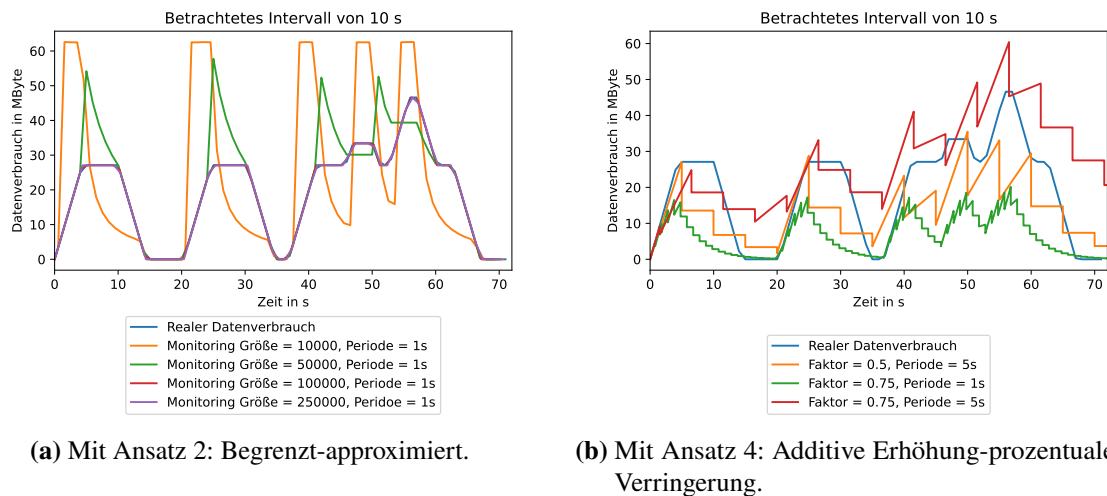 Betrachtetes Intervall von 10 s
Datenverbrauch in MByte
60
50
40
30
20
10
0
0 10 20 30 40 50 60 70
Zeit in s
Realer Datenverbrauch
Monitoring Größe = 10000, Periode = 1s
Monitoring Größe = 50000, Periode = 1s
Monitoring Größe = 100000, Periode = 1s
Monitoring Größe = 250000, Peridoe = 1s
(a) Mit Ansatz 2: Begrenzt-approximiert.
Betrachtetes Intervall von 10 s
Datenverbrauch in MByte
60
50
40
30
20
10
0
0 10 20 30 40 50 60 70
Zeit in s
Realer Datenverbrauch
Faktor = 0.5, Periode = 5s
Faktor = 0.75, Periode = 1s
Faktor = 0.75, Periode = 5s
(b) Mit Ansatz 4: Additive Erhöhung-prozentuale
Verringerung.